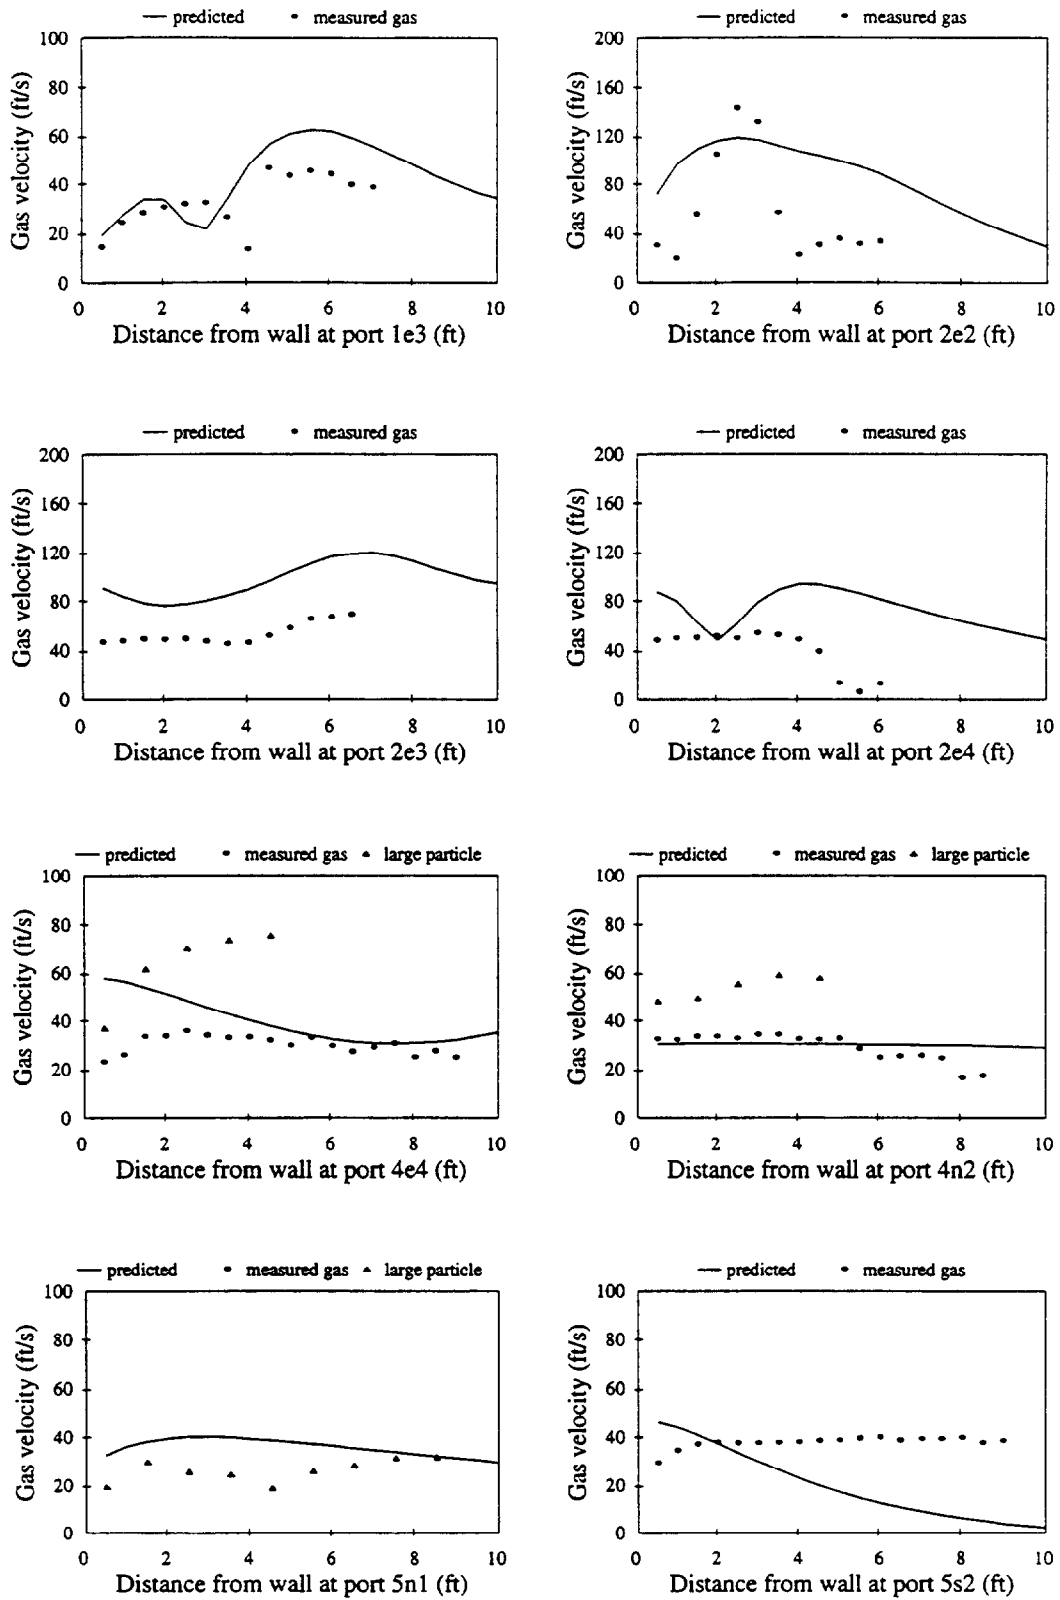 predicted measured gas
100
80
60
40
20
0
0 2 4 6 8 10
Gas velocity (ft/s)
Distance from wall at port 1e3 (ft)
predicted measured gas
200
160
120
80
40
0
0 2 4 6 8 10
Gas velocity (ft/s)
Distance from wall at port 2e2 (ft)
predicted measured gas
200
160
120
80
40
0
0 2 4 6 8 10
Gas velocity (ft/s)
Distance from wall at port 2e3 (ft)
predicted measured gas
200
160
120
80
40
0
0 2 4 6 8 10
Gas velocity (ft/s)
Distance from wall at port 2e4 (ft)
predicted measured gas large particle
100
80
60
40
20
0
0 2 4 6 8 10
Gas velocity (ft/s)
Distance from wall at port 4e4 (ft)
predicted measured gas large particle
100
80
60
40
20
0
0 2 4 6 8 10
Gas velocity (ft/s)
Distance from wall at port 4n2 (ft)
predicted measured gas large particle
100
80
60
40
20
0
0 2 4 6 8 10
Gas velocity (ft/s)
Distance from wall at port 5n1 (ft)
predicted measured gas
100
80
60
40
20
0
0 2 4 6 8 10
Gas velocity (ft/s)
Distance from wall at port 5s2 (ft)